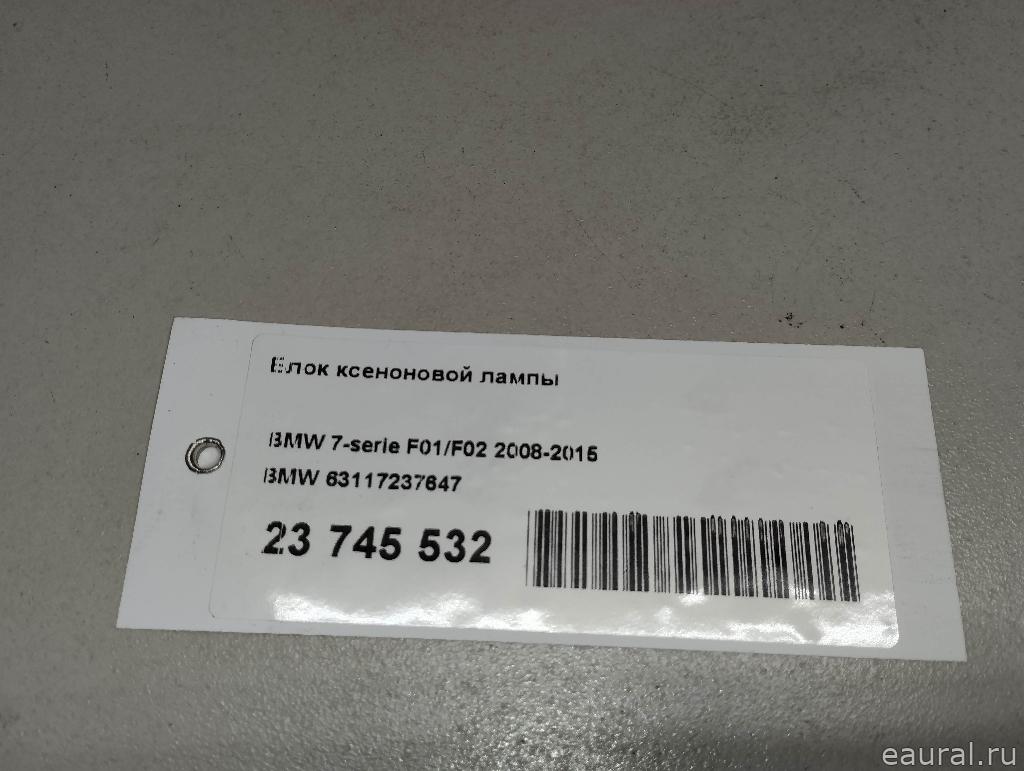 Блок ксеноновой лампы
BMW 7-serie F01/F02 2008-2015
BMW 63117237647
23 745 532
eaural.ru